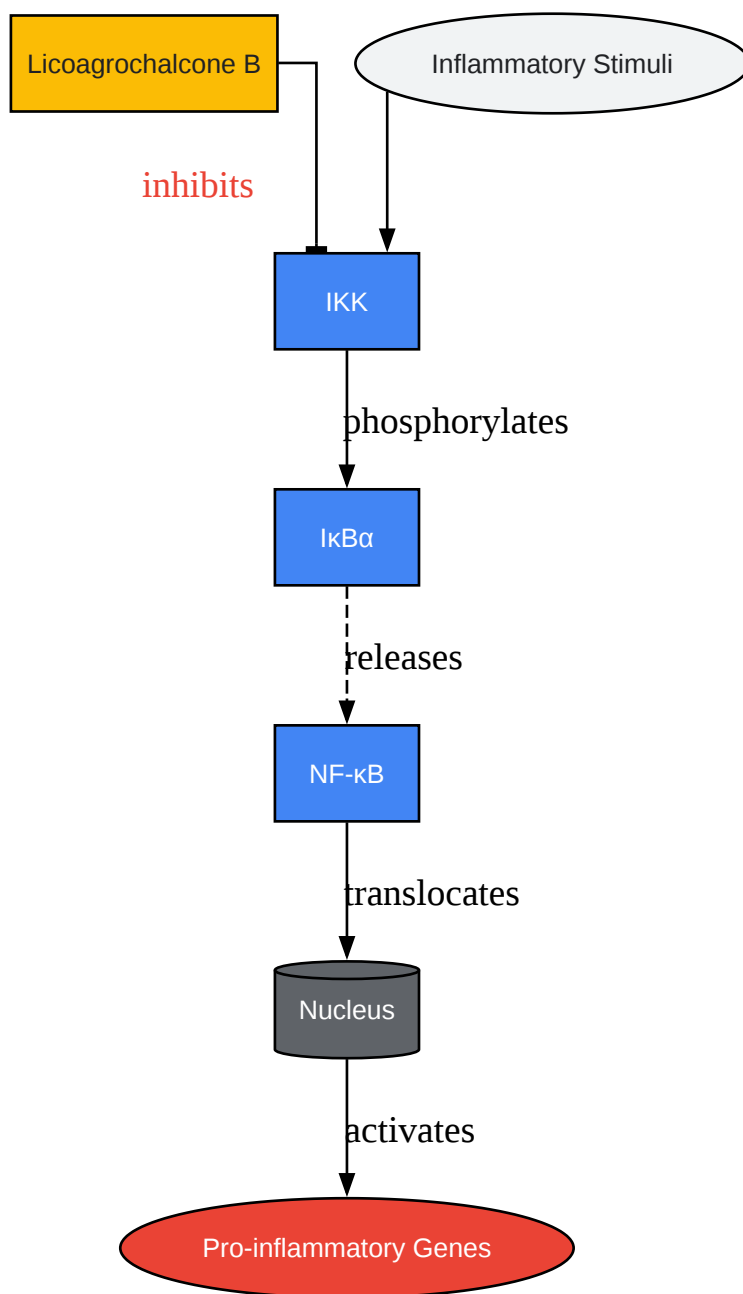 Licoagrochalcone B
Inflammatory Stimuli
inhibits
IKK
phosphorylates
IκBα
releases
NF-κB
translocates
Nucleus
activates
Pro-inflammatory Genes